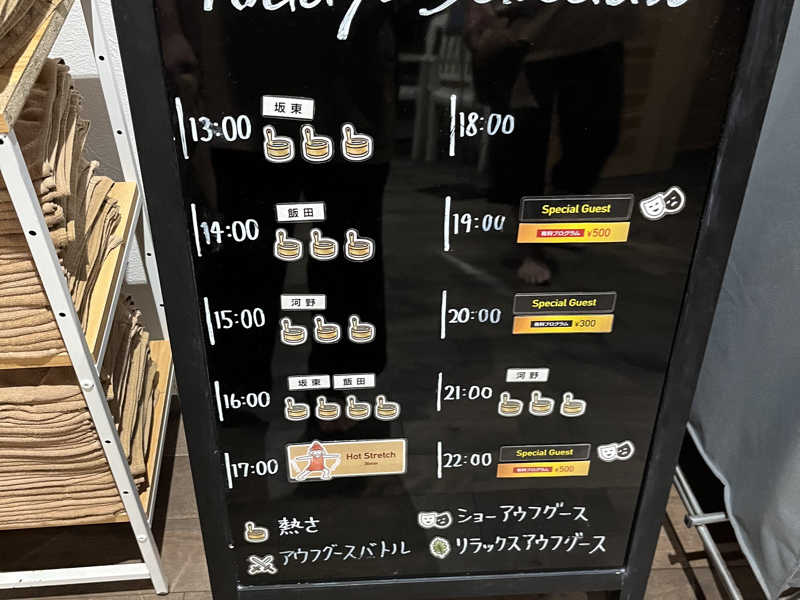 13:00 坂東
14:00 飯田
15:00 河野
16:00 坂東 飯田
17:00 Hot Stretch
18:00
19:00 Special Guest
有料プログラム ¥500
20:00 Special Guest
有料プログラム ¥300
21:00 河野
22:00 Special Guest
有料プログラム ¥500
熱さ
アウフグースバトル
ショーアウフグース
リラックスアウフグース